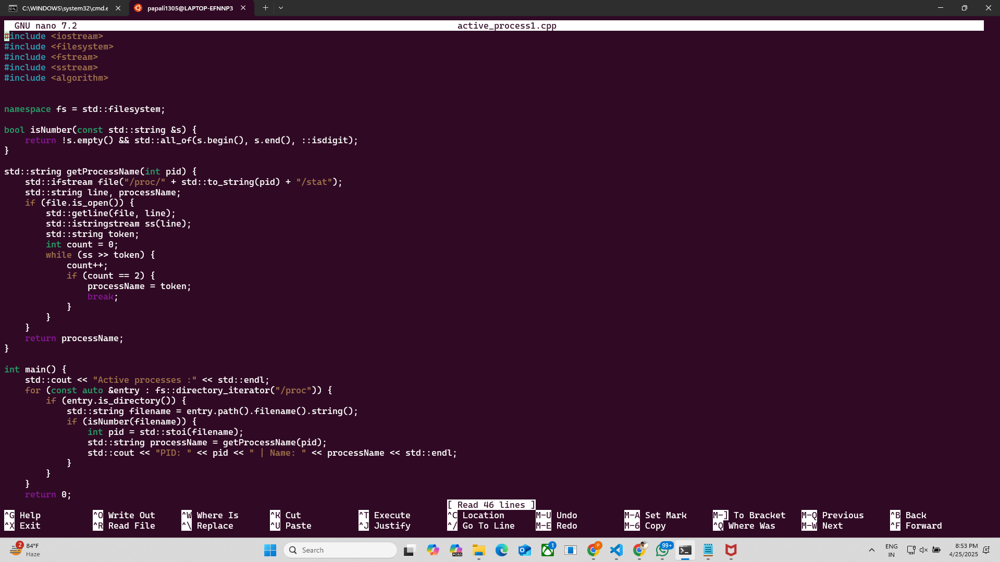 C:\WINDOWS\system32\cmd.e
papali1305@LAPTOP-EFNNP3
GNU nano 7.2 active_process1.cpp
#include <iostream>
#include <filesystem>
#include <fstream>
#include <sstream>
#include <algorithm>
namespace fs = std::filesystem;
bool isNumber(const std::string &s) {
    return !s.empty() && std::all_of(s.begin(), s.end(), ::isdigit);
}
std::string getProcessName(int pid) {
    std::ifstream file("/proc/" + std::to_string(pid) + "/stat");
    std::string line, processName;
    if (file.is_open()) {
        std::getline(file, line);
        std::istringstream ss(line);
        std::string token;
        int count = 0;
        while (ss >> token) {
            count++;
            if (count == 2) {
                processName = token;
                break;
            }
        }
    }
    return processName;
}
int main() {
    std::cout << "Active processes :" << std::endl;
    for (const auto &entry : fs::directory_iterator("/proc")) {
        if (entry.is_directory()) {
            std::string filename = entry.path().filename().string();
            if (isNumber(filename)) {
                int pid = std::stoi(filename);
                std::string processName = getProcessName(pid);
                std::cout << "PID: " << pid << " | Name: " << processName << std::endl;
            }
        }
    }
    return 0;
[ Read 46 lines ]
^G Help ^O Write Out ^W Where Is ^K Cut ^T Execute ^C Location M-U Undo M-A Set Mark M-] To Bracket M-Q Previous ^B Back
^X Exit ^R Read File ^\ Replace ^U Paste ^J Justify ^/ Go To Line M-E Redo M-6 Copy ^Q Where Was M-W Next ^F Forward
2
84°F
Haze
Search
M365
1
P
99+
ENG
IN
8:53 PM
4/25/2025